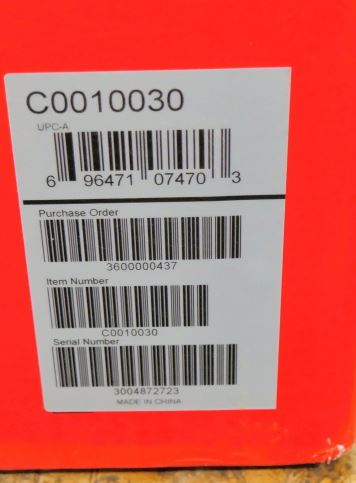 C0010030
UPC-A
6 96471 07470 3
Purchase Order
3600000437
Item Number
C0010030
Serial Number
3004872723
MADE IN CHINA